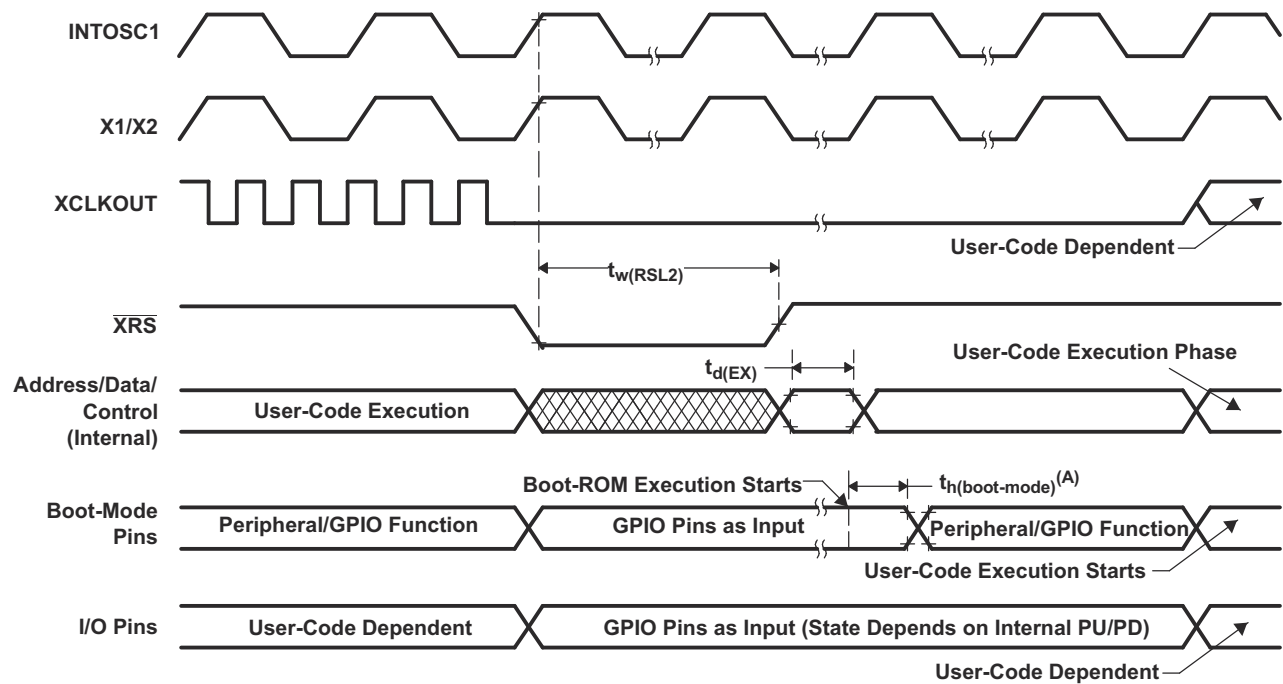 INTOSC1
X1/X2
XCLKOUT
User-Code Dependent
tw(RSL2)
XRS
User-Code Execution Phase
td(EX)
Address/Data/
Control
(Internal)
User-Code Execution
Boot-ROM Execution Starts
th(boot-mode)(A)
Boot-Mode
Pins
Peripheral/GPIO Function
GPIO Pins as Input
Peripheral/GPIO Function
User-Code Execution Starts
I/O Pins
User-Code Dependent
GPIO Pins as Input (State Depends on Internal PU/PD)
User-Code Dependent